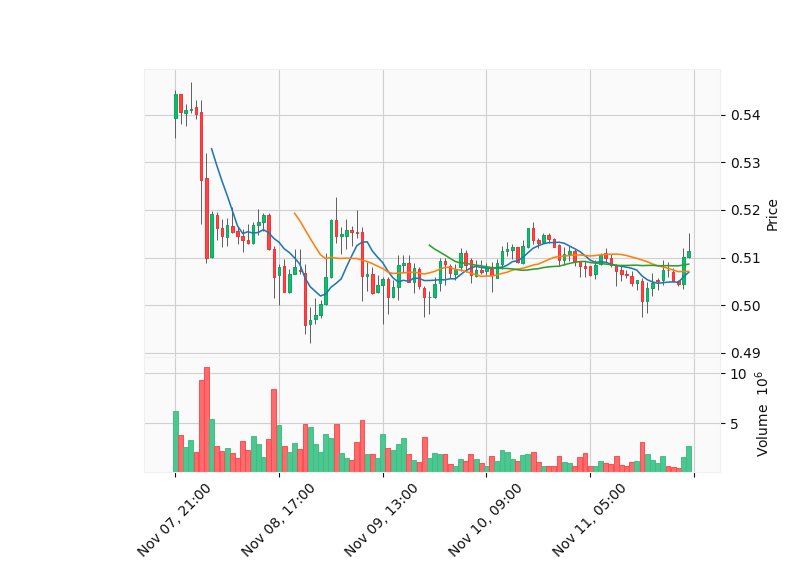 0.54
0.53
0.52
0.51
0.50
0.49
Price
10
5
Volume 10^6
Nov 07, 21:00
Nov 08, 17:00
Nov 09, 13:00
Nov 10, 09:00
Nov 11, 05:00